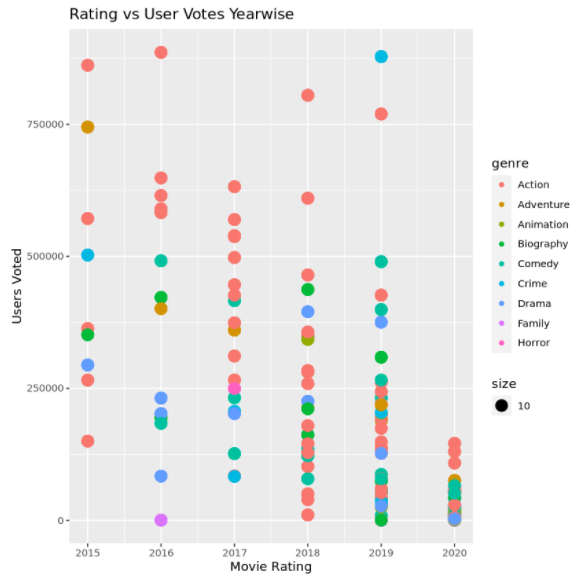 Rating vs User Votes Yearwise
750000
500000
250000
0
Users Voted
2015 2016 2017 2018 2019 2020
Movie Rating
genre
Action
Adventure
Animation
Biography
Comedy
Crime
Drama
Family
Horror
size
10